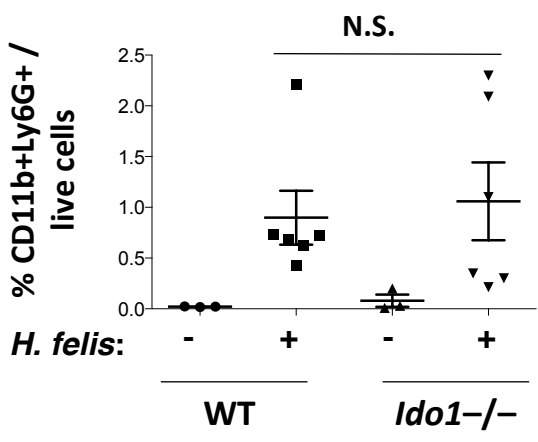 N.S.
% CD11b+Ly6G+ /
live cells
2.5
2.0
1.5
1.0
0.5
0.0
H. felis: - + - +
WT Ido1–/–